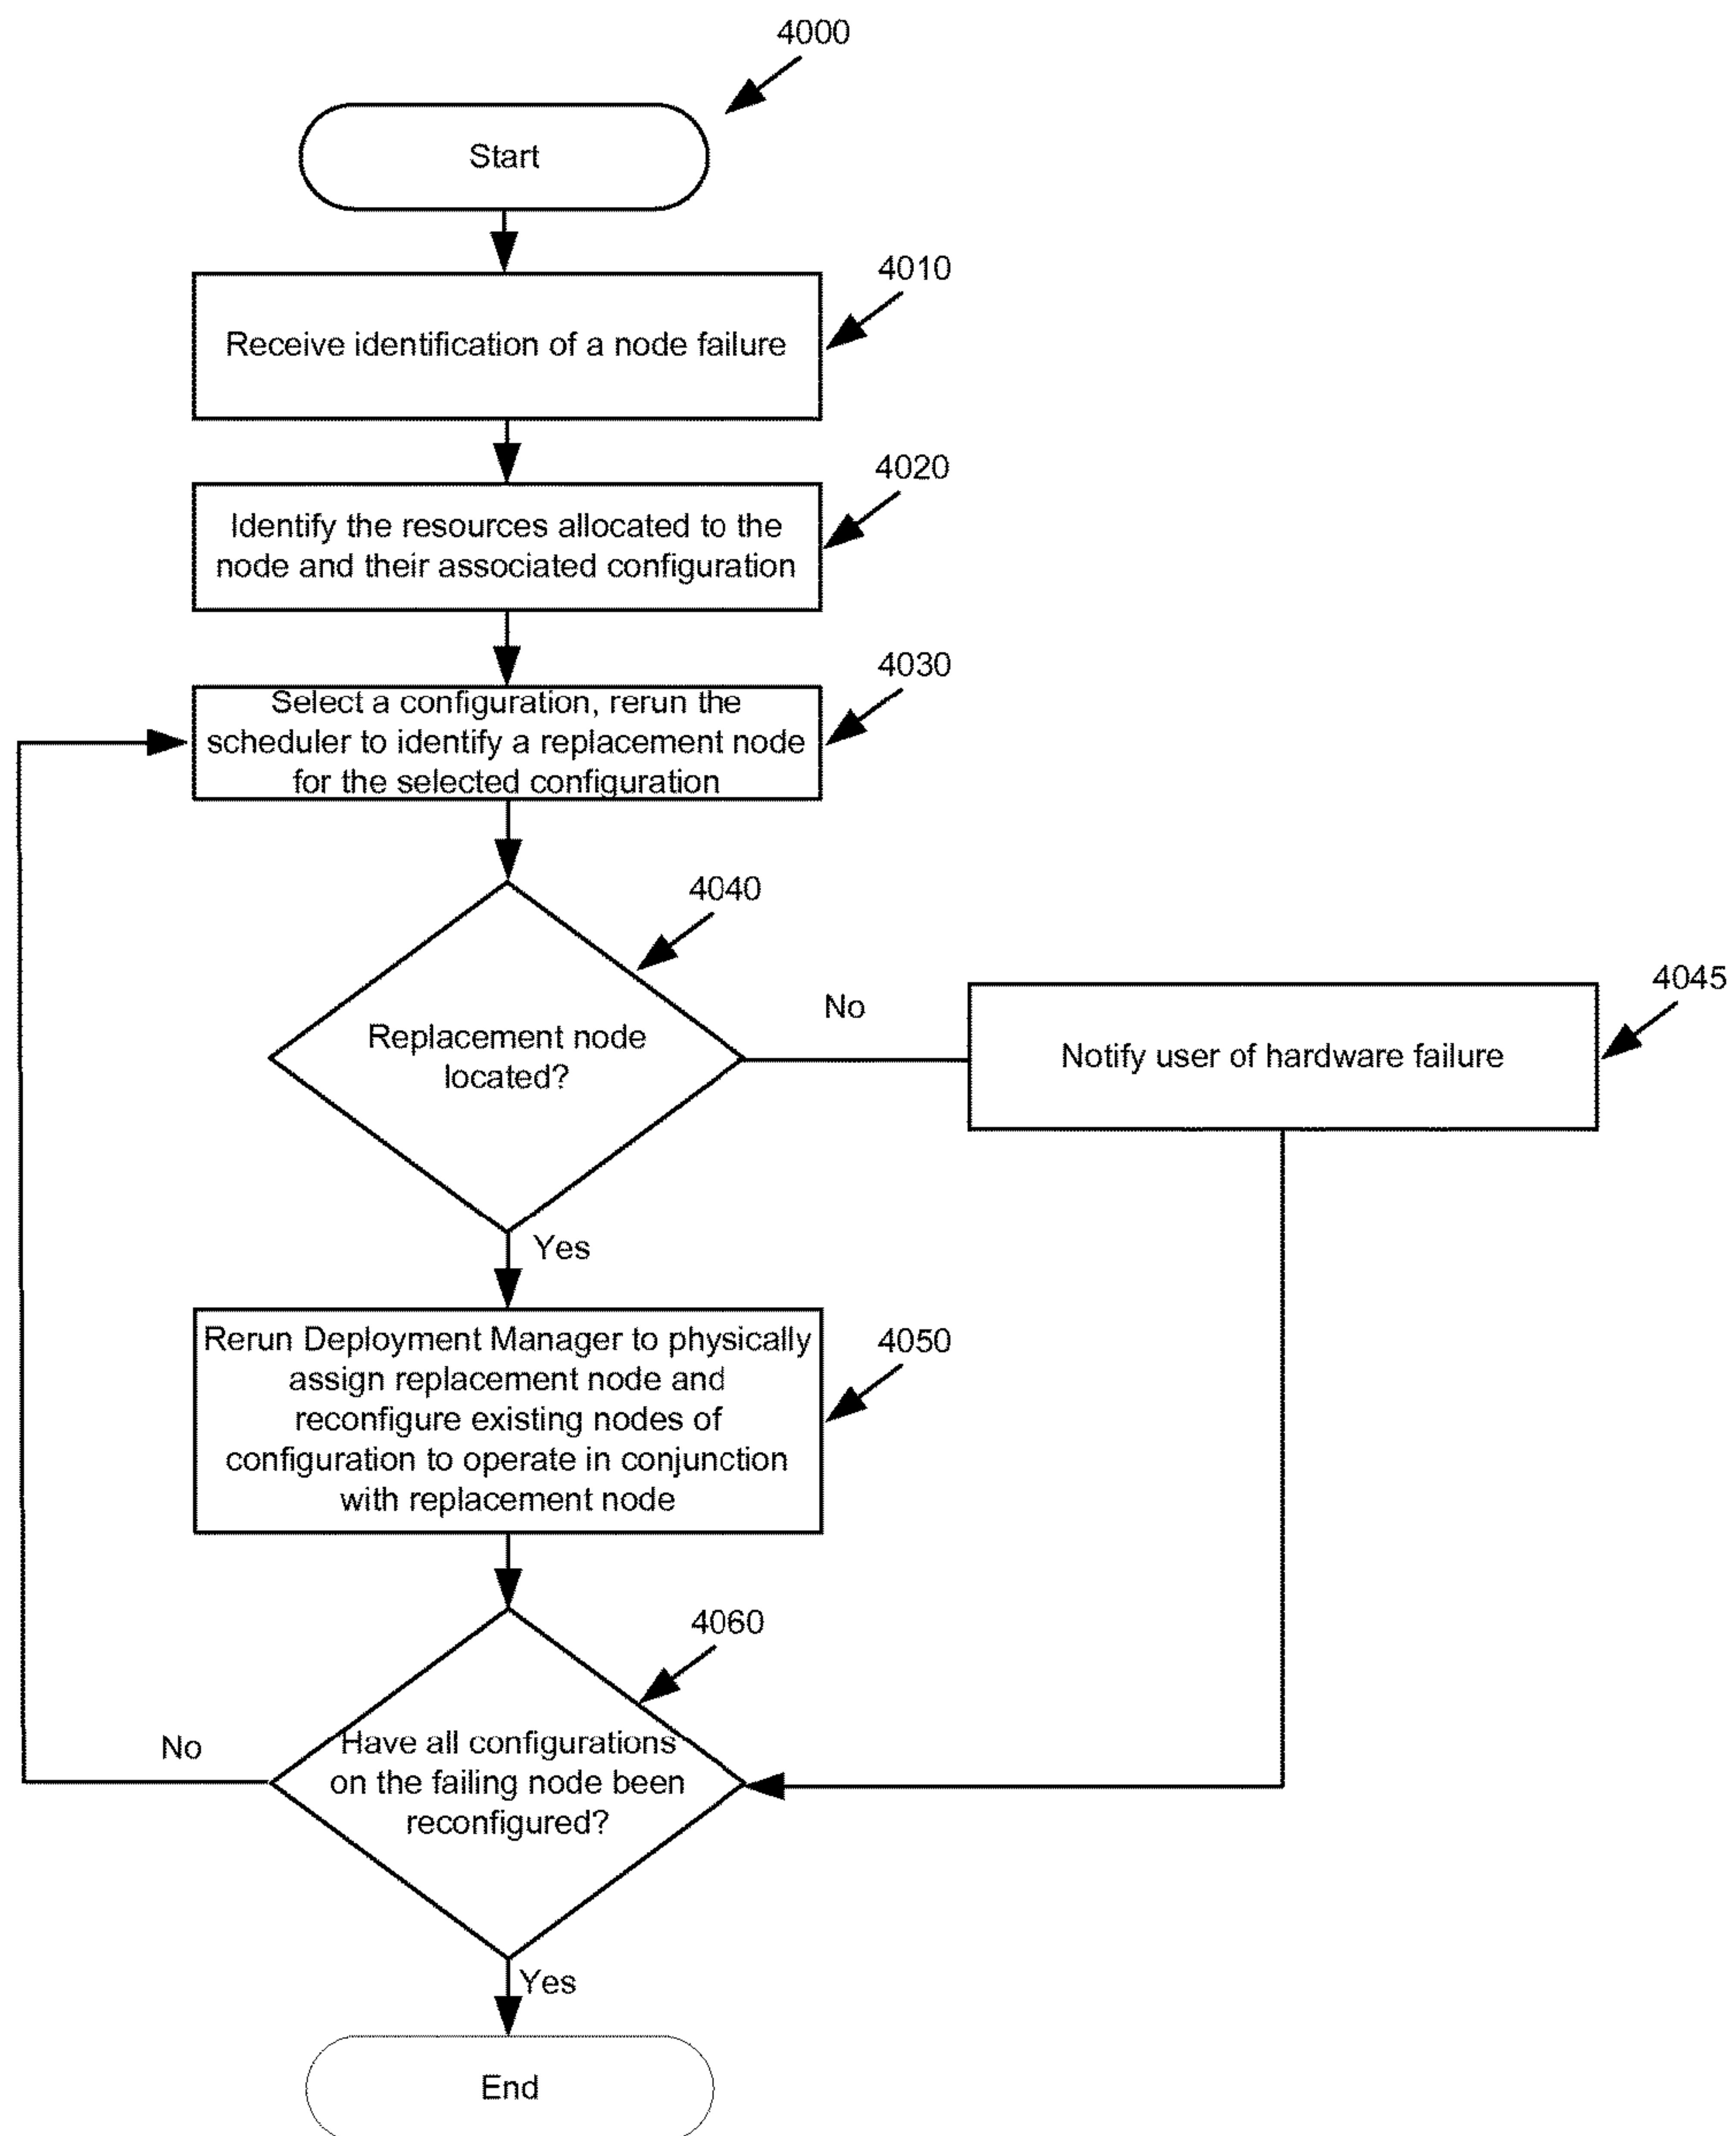 4000
Start
4010
Receive identification of a node failure
4020
Identify the resources allocated to the
node and their associated configuration
4030
Select a configuration, rerun the
scheduler to identify a replacement node
for the selected configuration
4040
Replacement node
located?
No
4045
Notify user of hardware failure
Yes
4050
Rerun Deployment Manager to physically
assign replacement node and
reconfigure existing nodes of
configuration to operate in conjunction
with replacement node
4060
Have all configurations
on the failing node been
reconfigured?
No
Yes
End